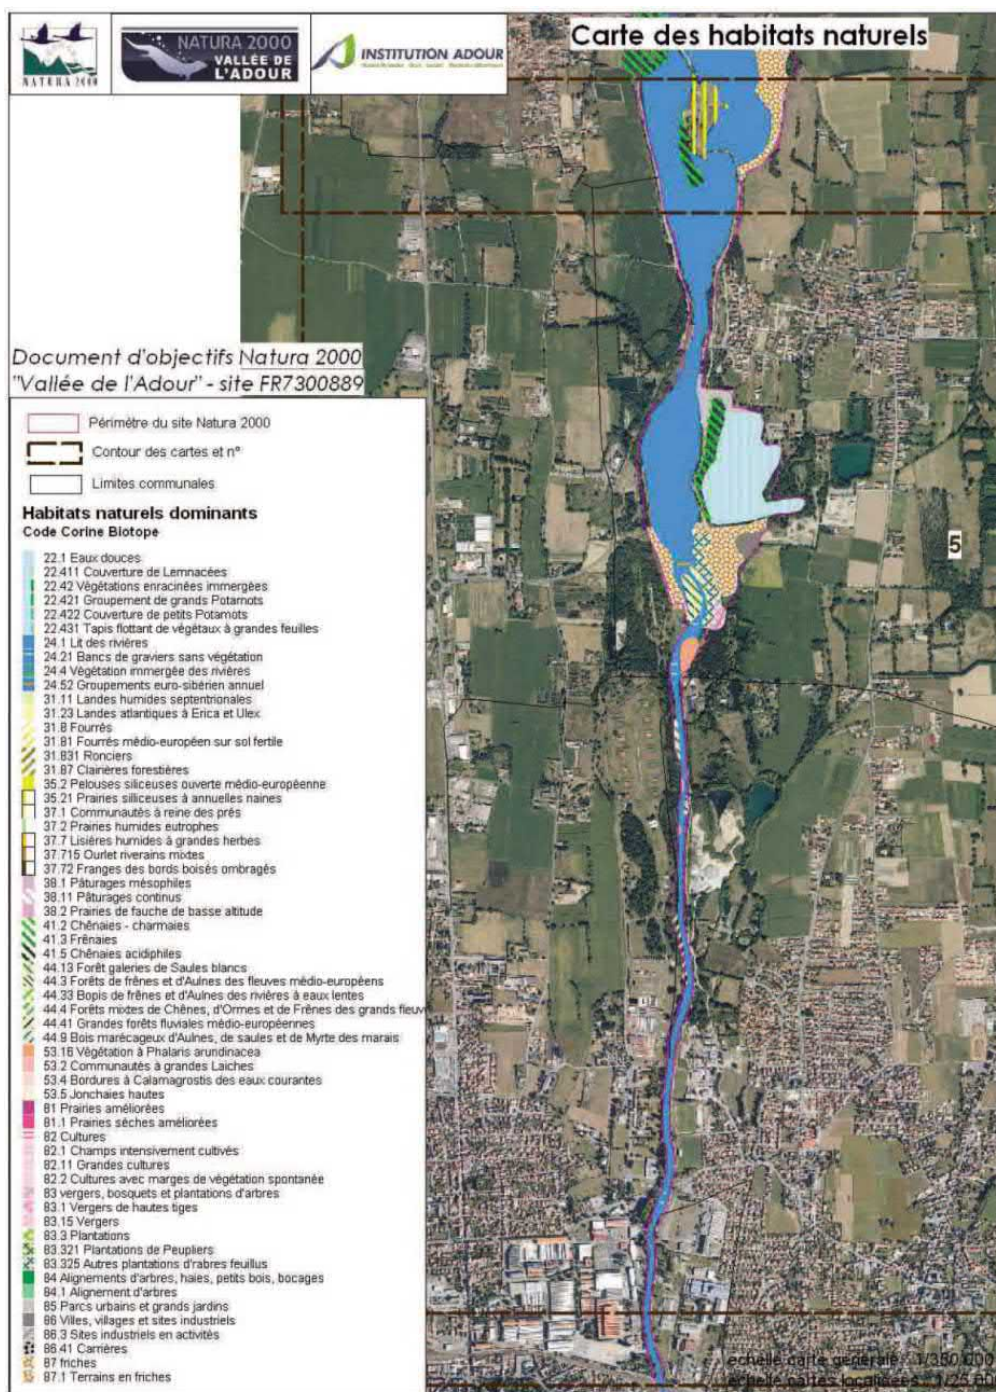 NATURA 2000
NATURA 2000
VALLÉE DE
L'ADOUR
INSTITUTION ADOUR
Carte des habitats naturels
Document d'objectifs Natura 2000
"Vallée de l'Adour" - site FR7300889
Périmètre du site Natura 2000
Contour des cartes et n°
Limites communales
Habitats naturels dominants
Code Corine Biotope
22.1 Eaux douces
22.411 Couverture de Lemnacées
22.42 Végétations enracinées immergées
22.421 Groupement de grands Potamots
22.422 Couverture de petits Potamots
22.431 Tapis flottant de végétaux à grandes feuilles
24.1 Lit des rivières
24.21 Bancs de graviers sans végétation
24.4 Végétation immergée des rivières
24.52 Groupements euro-sibérien annuel
31.11 Landes humides septentrionales
31.23 Landes atlantiques à Erica et Ulex
31.8 Fourrés
31.81 Fourrés médio-européen sur sol fertile
31.831 Ronciers
31.87 Clairières forestières
35.2 Pelouses siliceuses ouverte médio-européenne
35.21 Prairies silliceuses à annuelles naines
37.1 Communautés à reine des prés
37.2 Prairies humides eutrophes
37.7 Lisières humides à grandes herbes
37.715 Ourlet riverains mixtes
37.72 Franges des bords boisés ombragés
38.1 Pâturages mésophiles
38.11 Pâturages continus
38.2 Prairies de fauche de basse altitude
41.2 Chênaies - charmaies
41.3 Frênaies
41.5 Chênaies acidiphiles
44.13 Forêt galeries de Saules blancs
44.3 Forêts de frênes et d'Aulnes des fleuves médio-européens
44.33 Bopis de frênes et d'Aulnes des rivières à eaux lentes
44.4 Forêts mixtes de Chênes, d'Ormes et de Frênes des grands fleuv
44.41 Grandes forêts fluviales médio-européennes
44.9 Bois marécageux d'Aulnes, de saules et de Myrte des marais
53.16 Végétation à Phalaris arundinacea
53.2 Communautés à grandes Laiches
53.4 Bordures à Calamagrostis des eaux courantes
53.5 Jonchaies hautes
81 Prairies améliorées
81.1 Prairies sèches améliorées
82 Cultures
82.1 Champs intensivement cultivés
82.11 Grandes cultures
82.2 Cultures avec marges de végétation spontanée
83 vergers, bosquets et plantations d'arbres
83.1 Vergers de hautes tiges
83.15 Vergers
83.3 Plantations
83.321 Plantations de Peupliers
83.325 Autres plantations d'rabres feuillus
84 Alignements d'arbres, haies, petits bois, bocages
84.1 Alignement d'arbres
85 Parcs urbains et grands jardins
86 Villes, villages et sites industriels
86.3 Sites industriels en activités
86.41 Carrières
87 friches
87.1 Terrains en friches
5
échelle carte générale : 1/350 000
échelle cartes localisées : 1/25 00